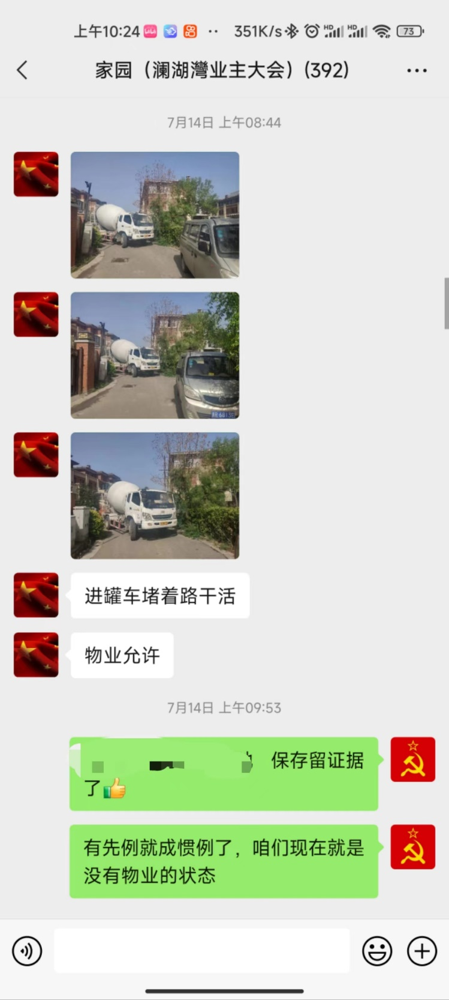 上午10:24
351K/s
HD
HD
73
家园（澜湖灣业主大会）(392)
7月14日 上午08:44
进罐车堵着路干活
物业允许
7月14日 上午09:53
保存留证据
了👍
有先例就成惯例了，咱们现在就是
没有物业的状态